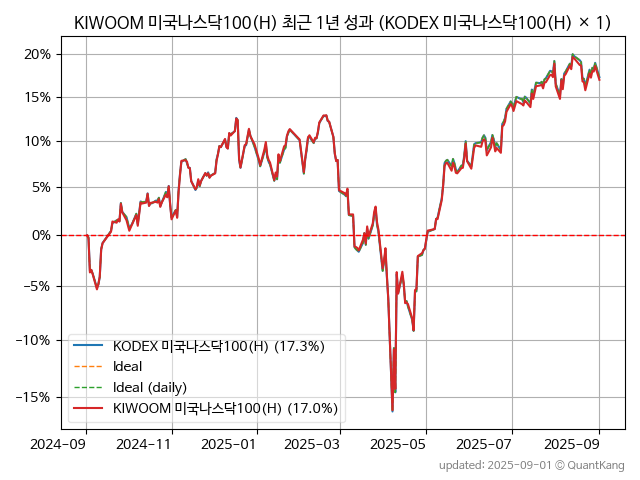 KIWOOM 미국나스닥100(H) 최근 1년 성과 (KODEX 미국나스닥100(H) × 1)
20%
15%
10%
5%
0%
−5%
−10%
−15%
KODEX 미국나스닥100(H) (17.3%)
Ideal
Ideal (daily)
KIWOOM 미국나스닥100(H) (17.0%)
2024-09 2024-11 2025-01 2025-03 2025-05 2025-07 2025-09
updated: 2025-09-01 © QuantKang